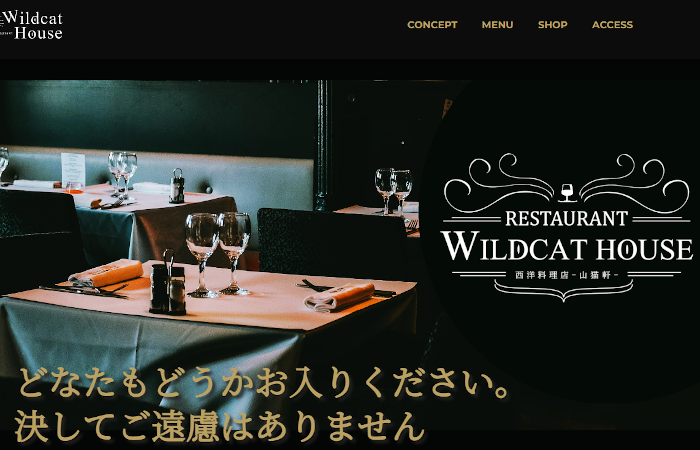 Wildcat
House
CONCEPT MENU SHOP ACCESS
RESTAURANT
WILDCAT HOUSE
西洋料理店−山猫軒−
どなたもどうかお入りください。
決してご遠慮はありません